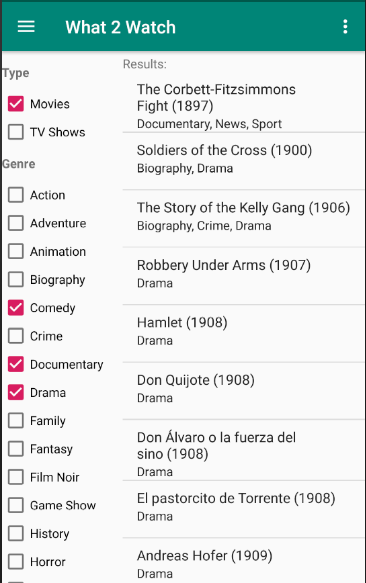 What 2 Watch
Type
Movies
TV Shows
Genre
Action
Adventure
Animation
Biography
Comedy
Crime
Documentary
Drama
Family
Fantasy
Film Noir
Game Show
History
Horror
Results:
The Corbett-Fitzsimmons
Fight (1897)
Documentary, News, Sport
Soldiers of the Cross (1900)
Biography, Drama
The Story of the Kelly Gang (1906)
Biography, Crime, Drama
Robbery Under Arms (1907)
Drama
Hamlet (1908)
Drama
Don Quijote (1908)
Drama
Don Álvaro o la fuerza del
sino (1908)
Drama
El pastorcito de Torrente (1908)
Drama
Andreas Hofer (1909)
Drama